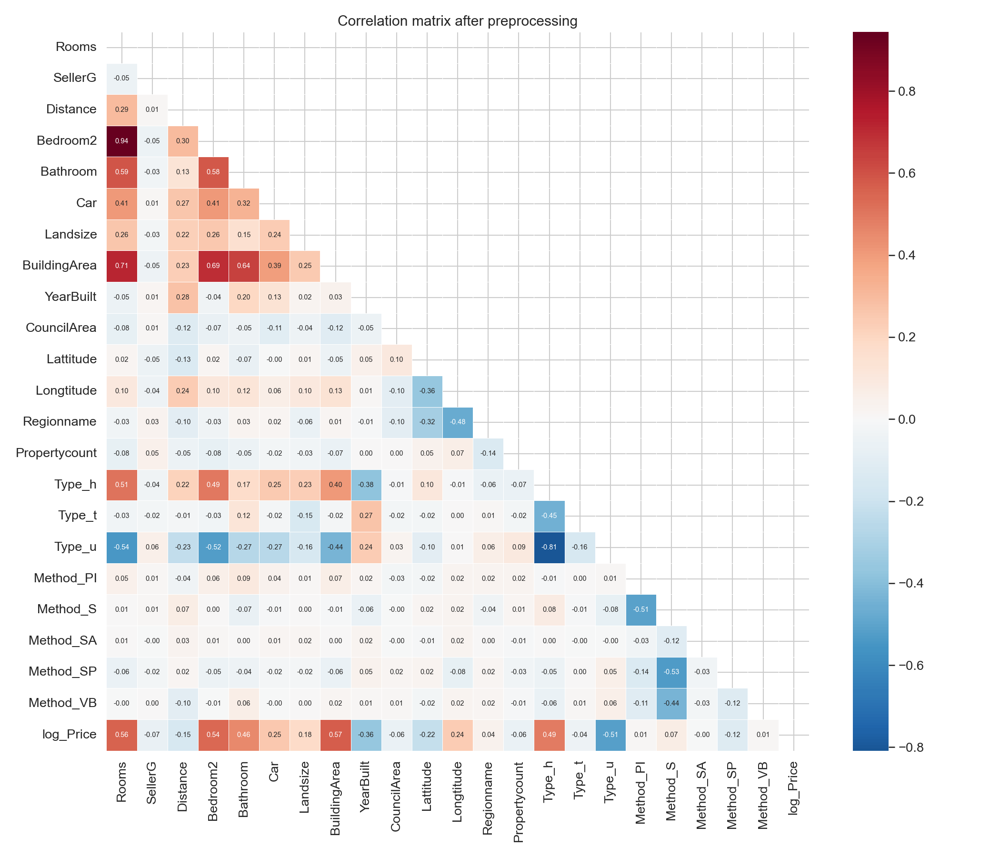 Correlation matrix after preprocessing
Rooms
SellerG -0.05
Distance 0.29 0.01
Bedroom2 0.94 -0.05 0.30
Bathroom 0.59 -0.03 0.13 0.58
Car 0.41 0.01 0.27 0.41 0.32
Landsize 0.26 -0.03 0.22 0.26 0.15 0.24
BuildingArea 0.71 -0.05 0.23 0.69 0.64 0.39 0.25
YearBuilt -0.05 0.01 0.28 -0.04 0.20 0.13 0.02 0.03
CouncilArea -0.08 0.01 -0.12 -0.07 -0.05 -0.11 -0.04 -0.12 -0.05
Lattitude 0.02 -0.05 -0.13 0.02 -0.07 -0.00 0.01 -0.05 0.05 0.10
Longtitude 0.10 -0.04 0.24 0.10 0.12 0.06 0.10 0.13 0.01 -0.10 -0.36
Regionname -0.03 0.03 -0.10 -0.03 0.03 0.02 -0.06 0.01 -0.01 -0.10 -0.32 -0.48
Propertycount -0.08 0.05 -0.05 -0.08 -0.05 -0.02 -0.03 -0.07 0.00 0.00 0.05 0.07 -0.14
Type_h 0.51 -0.04 0.22 0.49 0.17 0.25 0.23 0.40 -0.38 -0.01 0.10 -0.01 -0.06 -0.07
Type_t -0.03 -0.02 -0.01 -0.03 0.12 -0.02 -0.15 -0.02 0.27 -0.02 -0.02 0.00 0.01 -0.02 -0.45
Type_u -0.54 0.06 -0.23 -0.52 -0.27 -0.27 -0.16 -0.44 0.24 0.03 -0.10 0.01 0.06 0.09 -0.81 -0.16
Method_PI 0.05 0.01 -0.04 0.06 0.09 0.04 0.01 0.07 0.02 -0.03 -0.02 0.02 0.02 0.02 -0.01 0.00 0.01
Method_S 0.01 0.01 0.07 0.00 -0.07 -0.01 0.00 -0.01 -0.06 -0.00 0.02 0.02 -0.04 0.01 0.08 -0.01 -0.08 -0.51
Method_SA 0.01 -0.00 0.03 0.01 0.00 0.01 0.02 0.00 0.02 -0.00 -0.01 0.02 0.00 -0.01 0.00 -0.00 -0.00 -0.03 -0.12
Method_SP -0.06 -0.02 0.02 -0.05 -0.04 -0.02 -0.02 -0.06 0.05 0.02 0.02 -0.08 0.02 -0.03 -0.05 0.00 0.05 -0.14 -0.53 -0.03
Method_VB -0.00 0.00 -0.10 -0.01 0.06 -0.00 0.00 0.02 0.01 0.01 -0.02 0.02 0.02 -0.01 -0.06 0.01 0.06 -0.11 -0.44 -0.03 -0.12
log_Price 0.56 -0.07 -0.15 0.54 0.46 0.25 0.18 0.57 -0.36 -0.06 -0.22 0.24 0.04 -0.06 0.49 -0.04 -0.51 0.01 0.07 -0.00 -0.12 0.01
Rooms
SellerG
Distance
Bedroom2
Bathroom
Car
Landsize
BuildingArea
YearBuilt
CouncilArea
Lattitude
Longtitude
Regionname
Propertycount
Type_h
Type_t
Type_u
Method_PI
Method_S
Method_SA
Method_SP
Method_VB
log_Price
0.8
0.6
0.4
0.2
0.0
−0.2
−0.4
−0.6
−0.8